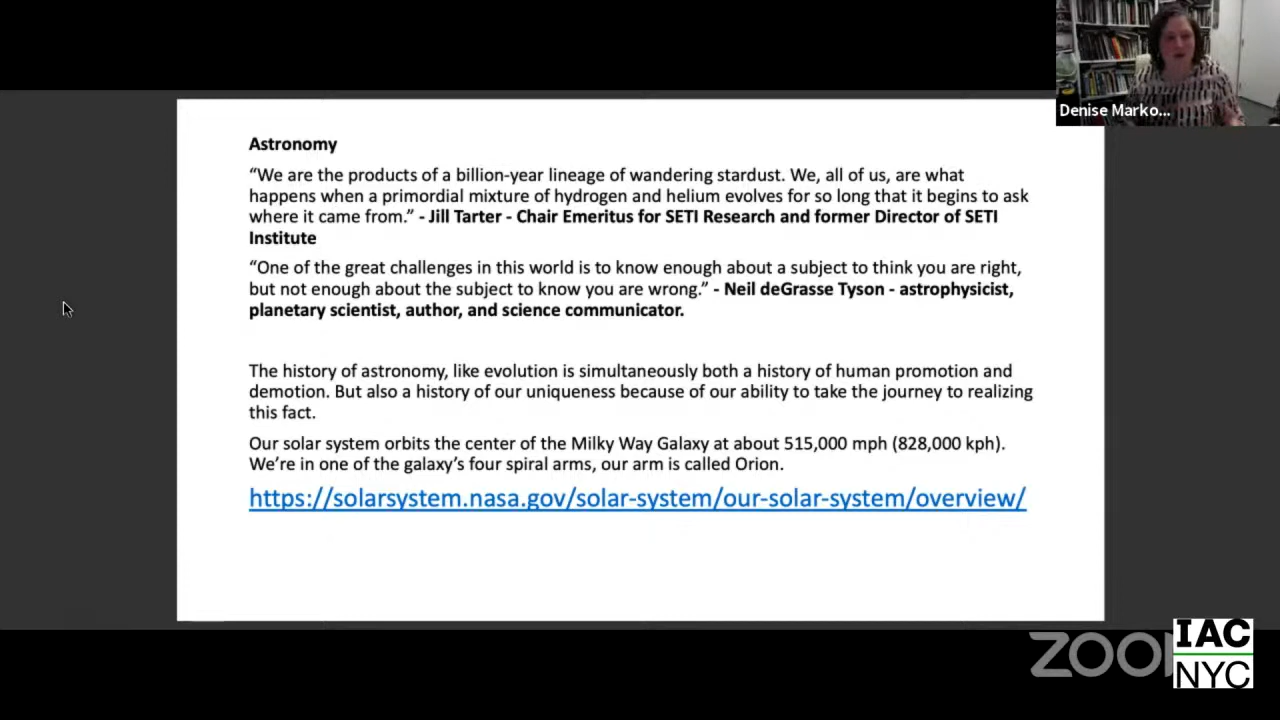 Denise Marko...
Astronomy
“We are the products of a billion-year lineage of wandering stardust. We, all of us, are what
happens when a primordial mixture of hydrogen and helium evolves for so long that it begins to ask
where it came from.” - Jill Tarter - Chair Emeritus for SETI Research and former Director of SETI
Institute
“One of the great challenges in this world is to know enough about a subject to think you are right,
but not enough about the subject to know you are wrong.” - Neil deGrasse Tyson - astrophysicist,
planetary scientist, author, and science communicator.
The history of astronomy, like evolution is simultaneously both a history of human promotion and
demotion. But also a history of our uniqueness because of our ability to take the journey to realizing
this fact.
Our solar system orbits the center of the Milky Way Galaxy at about 515,000 mph (828,000 kph).
We’re in one of the galaxy’s four spiral arms, our arm is called Orion.
https://solarsystem.nasa.gov/solar-system/our-solar-system/overview/
IAC
NYC